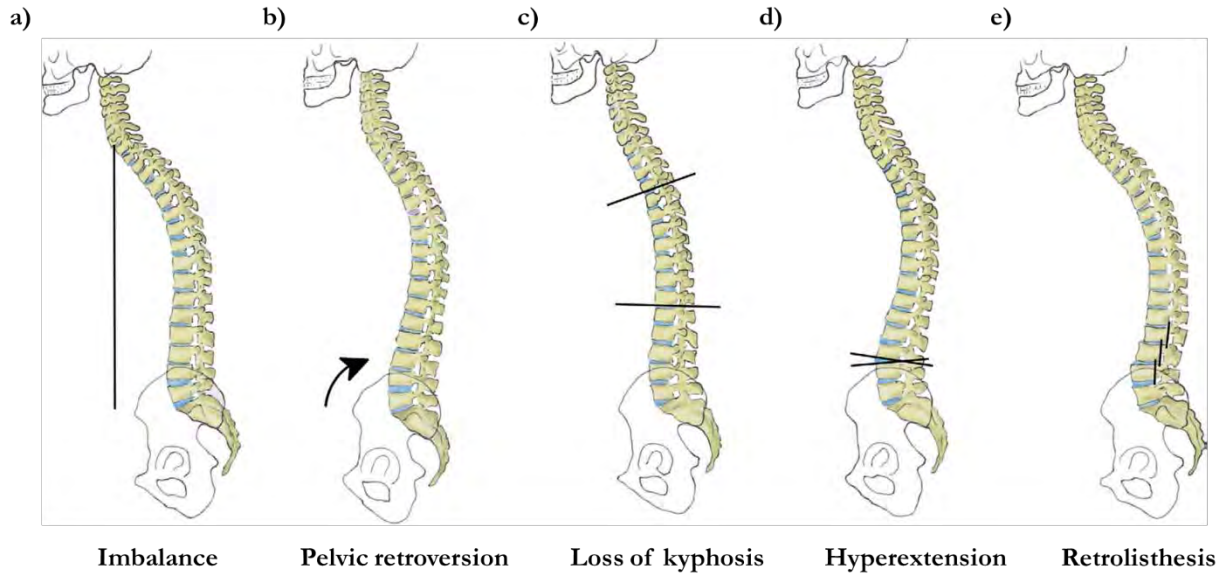 a) b) c) d) e)
Imbalance Pelvic retroversion Loss of kyphosis Hyperextension Retrolisthesis